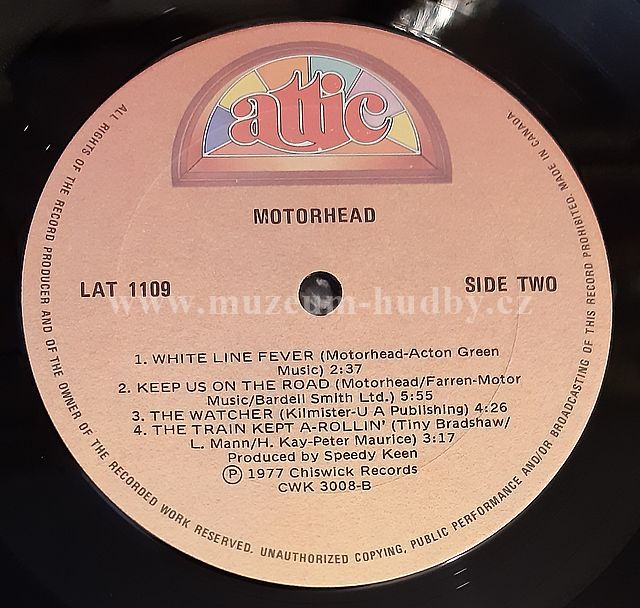 attic
MOTORHEAD
LAT 1109
SIDE TWO
www.muzeum-hudby.cz
1. WHITE LINE FEVER (Motorhead-Acton Green
Music) 2:37
2. KEEP US ON THE ROAD (Motorhead/Farren-Motor
Music/Bardell Smith Ltd.) 5:55
3. THE WATCHER (Kilmister-U A Publishing) 4:26
4. THE TRAIN KEPT A-ROLLIN' (Tiny Bradshaw/
L. Mann/H. Kay-Peter Maurice) 3:17
Produced by Speedy Keen
Ⓟ 1977 Chiswick Records
CWK 3008-B
ALL RIGHTS OF THE RECORD PRODUCER AND OF THE OWNER OF THE RECORDED WORK RESERVED. UNAUTHORIZED COPYING, PUBLIC PERFORMANCE AND/OR BROADCASTING OF THIS RECORD PROHIBITED. MADE IN CANADA.